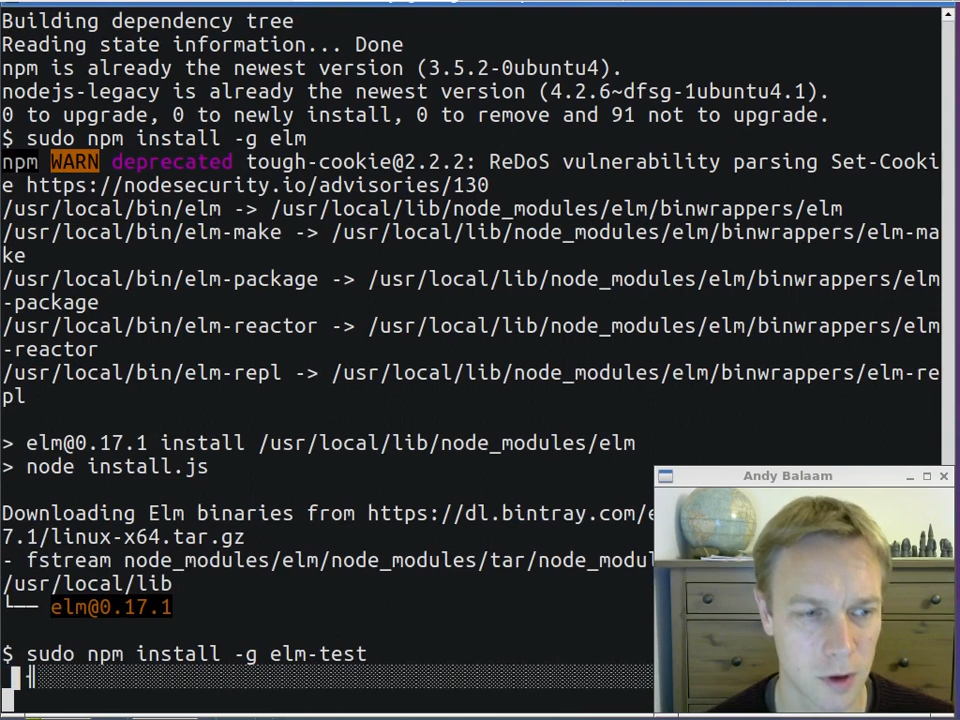 Building dependency tree
Reading state information... Done
npm is already the newest version (3.5.2-0ubuntu4).
nodejs-legacy is already the newest version (4.2.6~dfsg-1ubuntu4.1).
0 to upgrade, 0 to newly install, 0 to remove and 91 not to upgrade.
$ sudo npm install -g elm
npm WARN deprecated tough-cookie@2.2.2: ReDoS vulnerability parsing Set-Cooki
e https://nodesecurity.io/advisories/130
/usr/local/bin/elm -> /usr/local/lib/node_modules/elm/binwrappers/elm
/usr/local/bin/elm-make -> /usr/local/lib/node_modules/elm/binwrappers/elm-ma
ke
/usr/local/bin/elm-package -> /usr/local/lib/node_modules/elm/binwrappers/elm
-package
/usr/local/bin/elm-reactor -> /usr/local/lib/node_modules/elm/binwrappers/elm
-reactor
/usr/local/bin/elm-repl -> /usr/local/lib/node_modules/elm/binwrappers/elm-re
pl
> elm@0.17.1 install /usr/local/lib/node_modules/elm
> node install.js
Downloading Elm binaries from https://dl.bintray.com/e
7.1/linux-x64.tar.gz
- fstream node_modules/elm/node_modules/tar/node_modul
/usr/local/lib
└── elm@0.17.1
$ sudo npm install -g elm-test
Andy Balaam